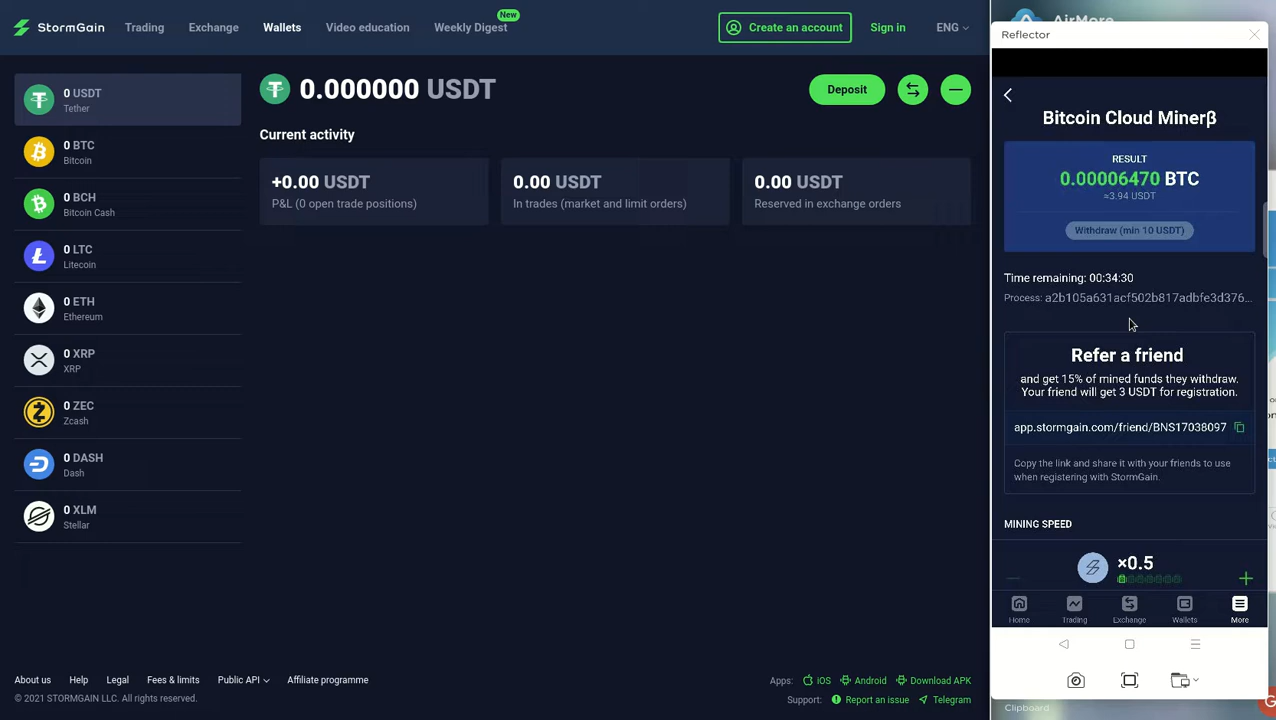 StormGain
Trading
Exchange
Wallets
Video education
Weekly Digest
New
Create an account
Sign in
ENG
0 USDT
Tether
0 BTC
Bitcoin
0 BCH
Bitcoin Cash
0 LTC
Litecoin
0 ETH
Ethereum
0 XRP
XRP
0 ZEC
Zcash
0 DASH
Dash
0 XLM
Stellar
0.000000 USDT
Deposit
Current activity
+0.00 USDT
P&L (0 open trade positions)
0.00 USDT
In trades (market and limit orders)
0.00 USDT
Reserved in exchange orders
About us
Help
Legal
Fees & limits
Public API
Affiliate programme
© 2021 STORMGAIN LLC. All rights reserved.
Apps:
iOS
Android
Download APK
Support:
Report an issue
Telegram
AirMore
Reflector
Bitcoin Cloud Minerβ
RESULT
0.00006470 BTC
≈3.94 USDT
Withdraw (min 10 USDT)
Time remaining: 00:34:30
Process: a2b105a631acf502b817adbfe3d376...
Refer a friend
and get 15% of mined funds they withdraw.
Your friend will get 3 USDT for registration.
app.stormgain.com/friend/BNS17038097
Copy the link and share it with your friends to use
when registering with StormGain.
MINING SPEED
×0.5
Home
Trading
Exchange
Wallets
More
Clipboard